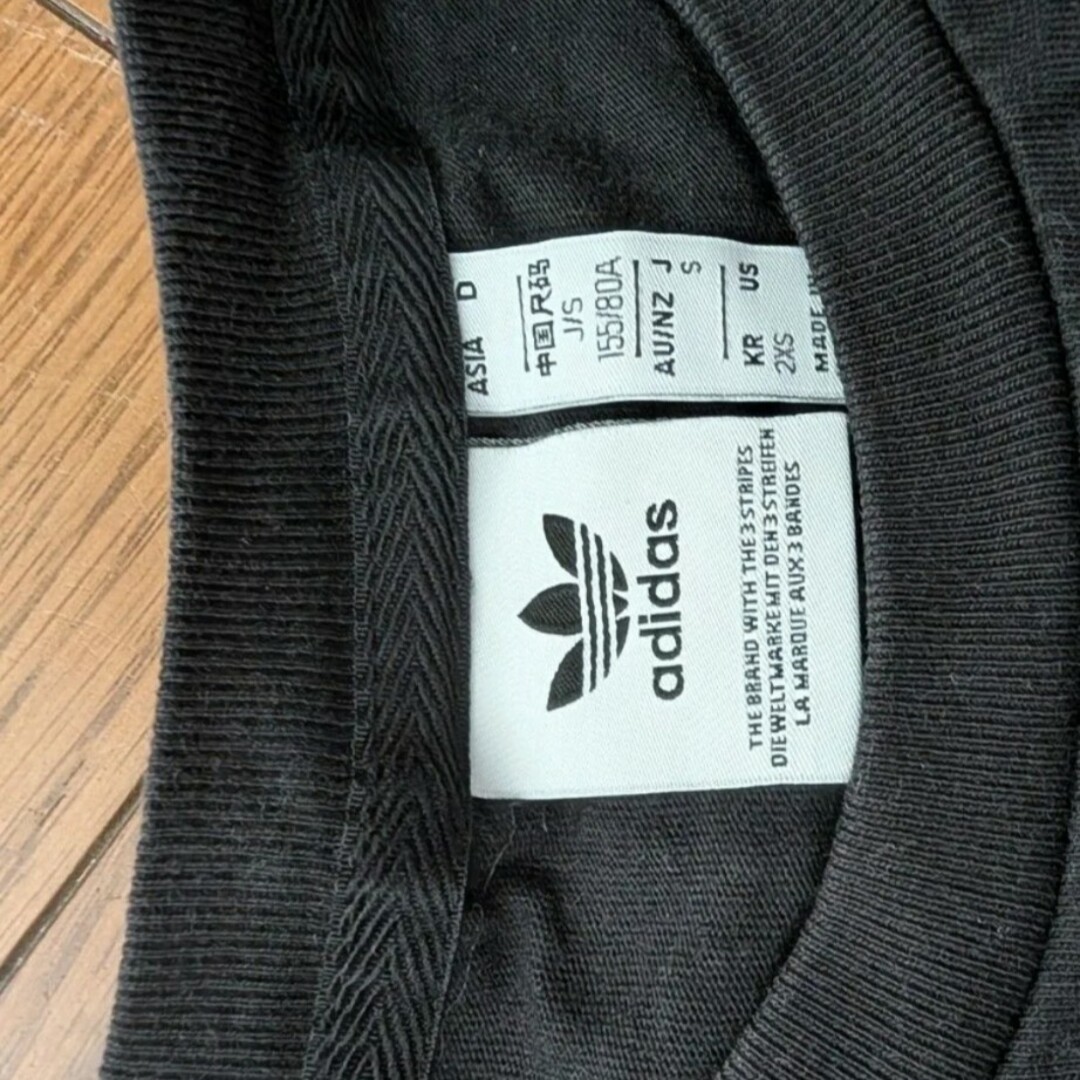 adidas
THE BRAND WITH THE 3 STRIPES
DIE WELTMARKE MIT DEN 3 STREIFEN
LA MARQUE AUX 3 BANDES
ASIA D
中国尺码
J/S
155/80A
AU/NZ J
S
KR US
2XS
MADE